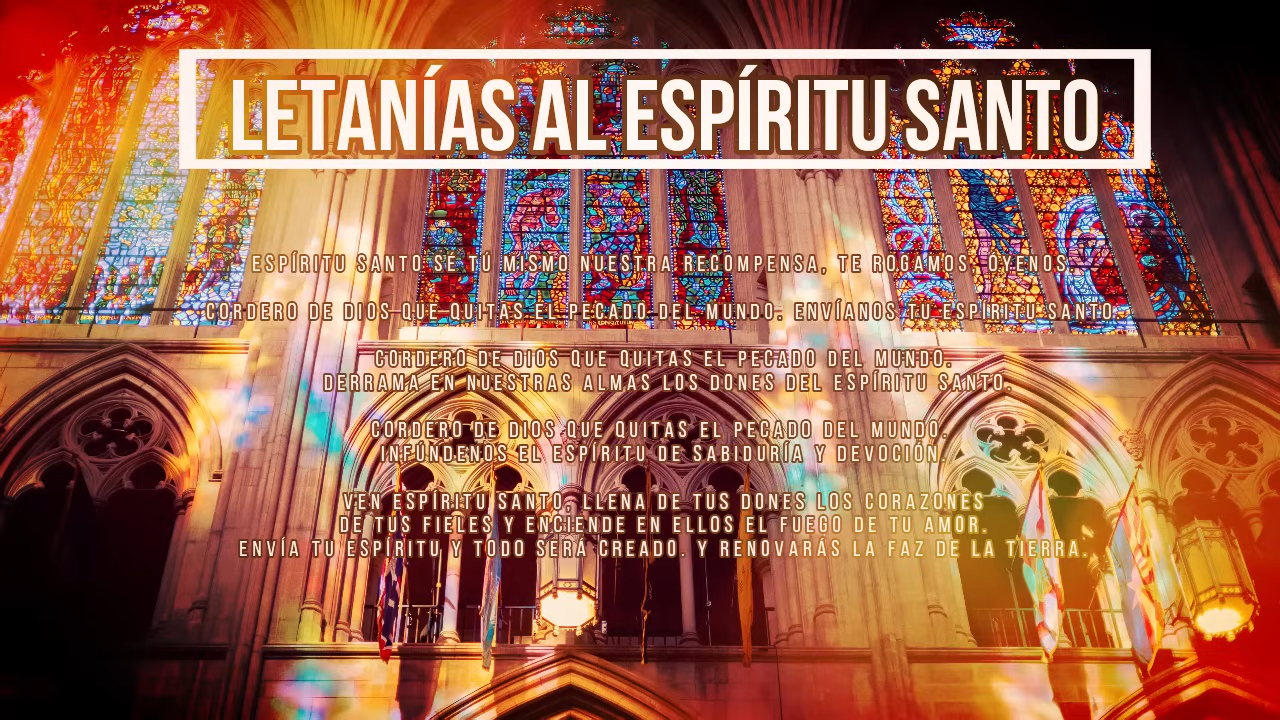 LETANÍAS AL ESPÍRITU SANTO
ESPÍRITU SANTO SÉ TÚ MISMO NUESTRA RECOMPENSA, TE ROGAMOS, ÓYENOS.
CORDERO DE DIOS QUE QUITAS EL PECADO DEL MUNDO. ENVÍANOS TU ESPÍRITU SANTO.
CORDERO DE DIOS QUE QUITAS EL PECADO DEL MUNDO.
DERRAMA EN NUESTRAS ALMAS LOS DONES DEL ESPÍRITU SANTO.
CORDERO DE DIOS QUE QUITAS EL PECADO DEL MUNDO.
INFÚNDENOS EL ESPÍRITU DE SABIDURÍA Y DEVOCIÓN.
VEN ESPÍRITU SANTO. LLENA DE TUS DONES LOS CORAZONES
DE TUS FIELES Y ENCIENDE EN ELLOS EL FUEGO DE TU AMOR.
ENVÍA TU ESPÍRITU Y TODO SERÁ CREADO. Y RENOVARÁS LA FAZ DE LA TIERRA.